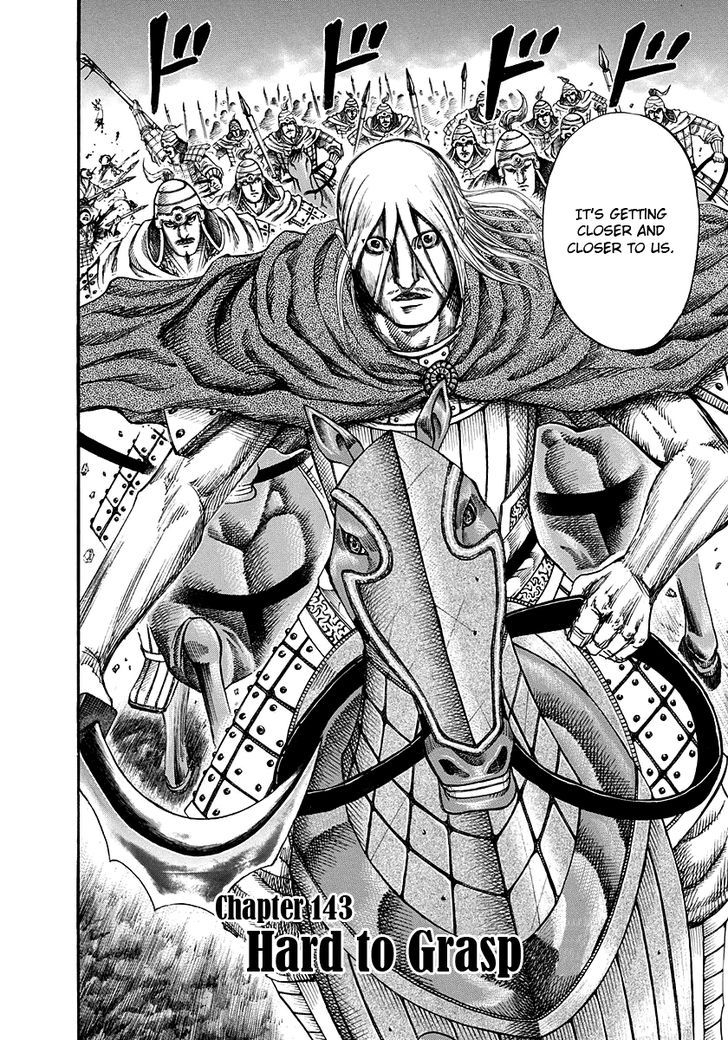 ド ド ド ド
IT'S GETTING
CLOSER AND
CLOSER TO US.
Chapter 143
Hard to Grasp